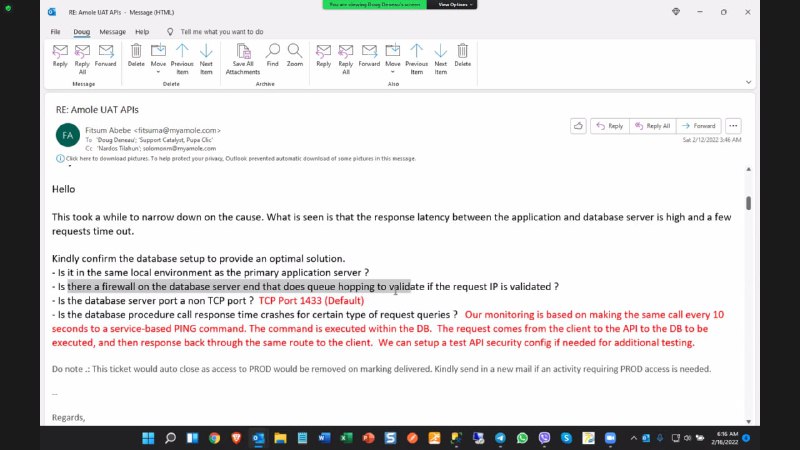 You are viewing Doug Deneau's screen
View Options
RE: Amole UAT APIs - Message (HTML)
File Doug Message Help Tell me what you want to do
Reply Reply All Forward Delete Move Previous Item Next Item Save All Attachments Find Zoom Reply Reply All Forward Move Previous Item Next Item Delete
Message Delete Archive Also
RE: Amole UAT APIs
FA
Fitsum Abebe <fitsuma@myamole.com>
To 'Doug Deneau'; 'Support Catalyst, Pupa Clic'
Cc 'Nardos Tilahun'; solomonm@myamole.com
Reply Reply All Forward
Sat 2/12/2022 3:46 AM
Click here to download pictures. To help protect your privacy, Outlook prevented automatic download of some pictures in this message.
Hello
This took a while to narrow down on the cause. What is seen is that the response latency between the application and database server is high and a few
requests time out.
Kindly confirm the database setup to provide an optimal solution.
- Is it in the same local environment as the primary application server ?
- Is there a firewall on the database server end that does queue hopping to validate if the request IP is validated ?
- Is the database server port a non TCP port ? TCP Port 1433 (Default)
- Is the database procedure call response time crashes for certain type of request queries ? Our monitoring is based on making the same call every 10
seconds to a service-based PING command. The command is executed within the DB. The request comes from the client to the API to the DB to be
executed, and then response back through the same route to the client. We can setup a test API security config if needed for additional testing.
Do note .: This ticket would auto close as access to PROD would be removed on marking delivered. Kindly send in a new mail if an activity requiring PROD access is needed.
--
Regards,
6:16 AM
2/18/2022